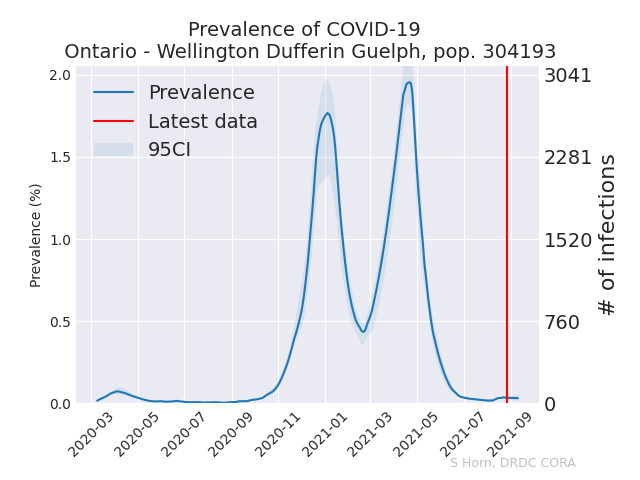 Prevalence of COVID-19
Ontario - Wellington Dufferin Guelph, pop. 304193
Prevalence
Latest data
95CI
Prevalence (%)
2.0
1.5
1.0
0.5
0.0
3041
2281
1520
760
0
# of infections
2020-03
2020-05
2020-07
2020-09
2020-11
2021-01
2021-03
2021-05
2021-07
2021-09
S Horn, DRDC CORA